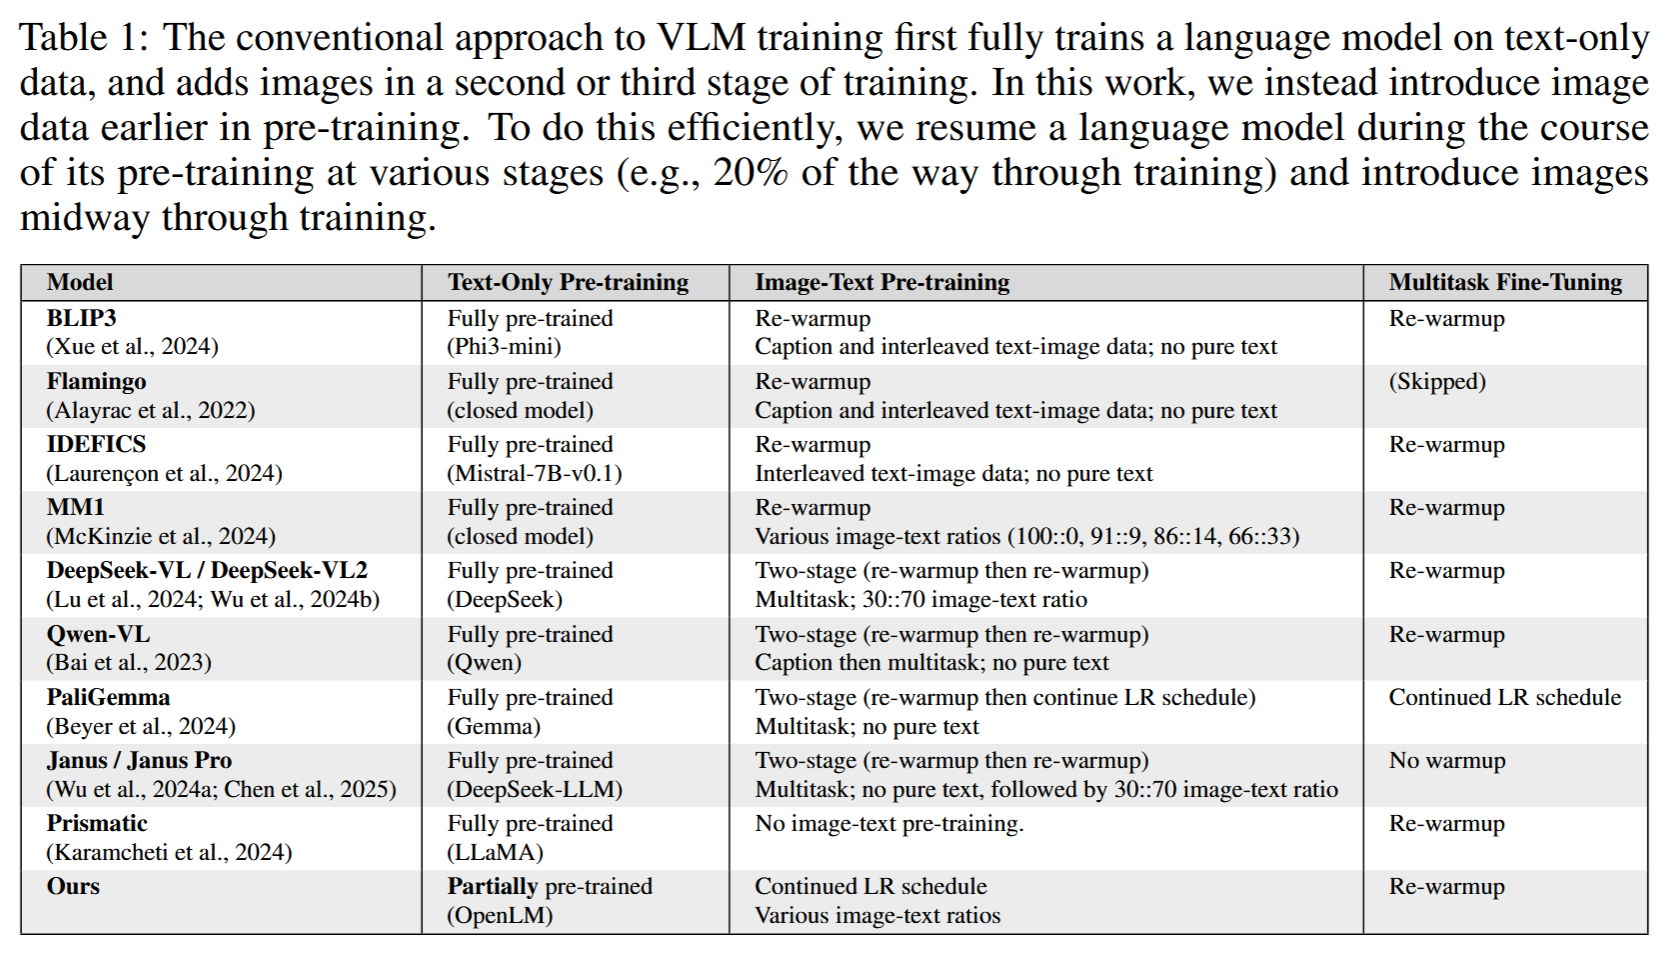 Table 1: The conventional approach to VLM training first fully trains a language model on text-only
data, and adds images in a second or third stage of training. In this work, we instead introduce image
data earlier in pre-training. To do this efficiently, we resume a language model during the course
of its pre-training at various stages (e.g., 20% of the way through training) and introduce images
midway through training.
Model Text-Only Pre-training Image-Text Pre-training Multitask Fine-Tuning
BLIP3 Fully pre-trained Re-warmup Re-warmup
(Xue et al., 2024) (Phi3-mini) Caption and interleaved text-image data; no pure text
Flamingo Fully pre-trained Re-warmup (Skipped)
(Alayrac et al., 2022) (closed model) Caption and interleaved text-image data; no pure text
IDEFICS Fully pre-trained Re-warmup Re-warmup
(Laurençon et al., 2024) (Mistral-7B-v0.1) Interleaved text-image data; no pure text
MM1 Fully pre-trained Re-warmup Re-warmup
(McKinzie et al., 2024) (closed model) Various image-text ratios (100::0, 91::9, 86::14, 66::33)
DeepSeek-VL / DeepSeek-VL2 Fully pre-trained Two-stage (re-warmup then re-warmup) Re-warmup
(Lu et al., 2024; Wu et al., 2024b) (DeepSeek) Multitask; 30::70 image-text ratio
Qwen-VL Fully pre-trained Two-stage (re-warmup then re-warmup) Re-warmup
(Bai et al., 2023) (Qwen) Caption then multitask; no pure text
PaliGemma Fully pre-trained Two-stage (re-warmup then continue LR schedule) Continued LR schedule
(Beyer et al., 2024) (Gemma) Multitask; no pure text
Janus / Janus Pro Fully pre-trained Two-stage (re-warmup then re-warmup) No warmup
(Wu et al., 2024a; Chen et al., 2025) (DeepSeek-LLM) Multitask; no pure text, followed by 30::70 image-text ratio
Prismatic Fully pre-trained No image-text pre-training. Re-warmup
(Karamcheti et al., 2024) (LLaMA)
Ours Partially pre-trained Continued LR schedule Re-warmup
(OpenLM) Various image-text ratios